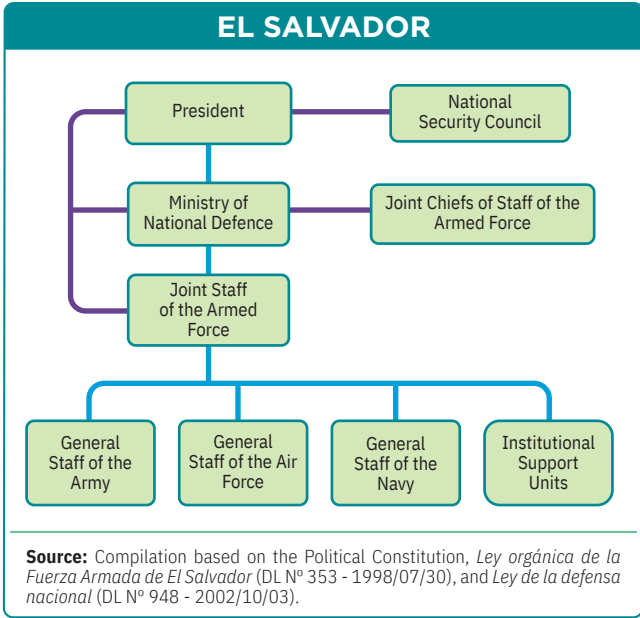 EL SALVADOR
President
National
Security Council
Ministry of
National Defence
Joint Chiefs of Staff of the
Armed Force
Joint Staff
of the Armed
Force
General
Staff of the
Army
General
Staff of the Air
Force
General
Staff of the
Navy
Institutional
Support
Units
Source: Compilation based on the Political Constitution, Ley orgánica de la
Fuerza Armada de El Salvador (DL Nº 353 - 1998/07/30), and Ley de la defensa
nacional (DL Nº 948 - 2002/10/03).